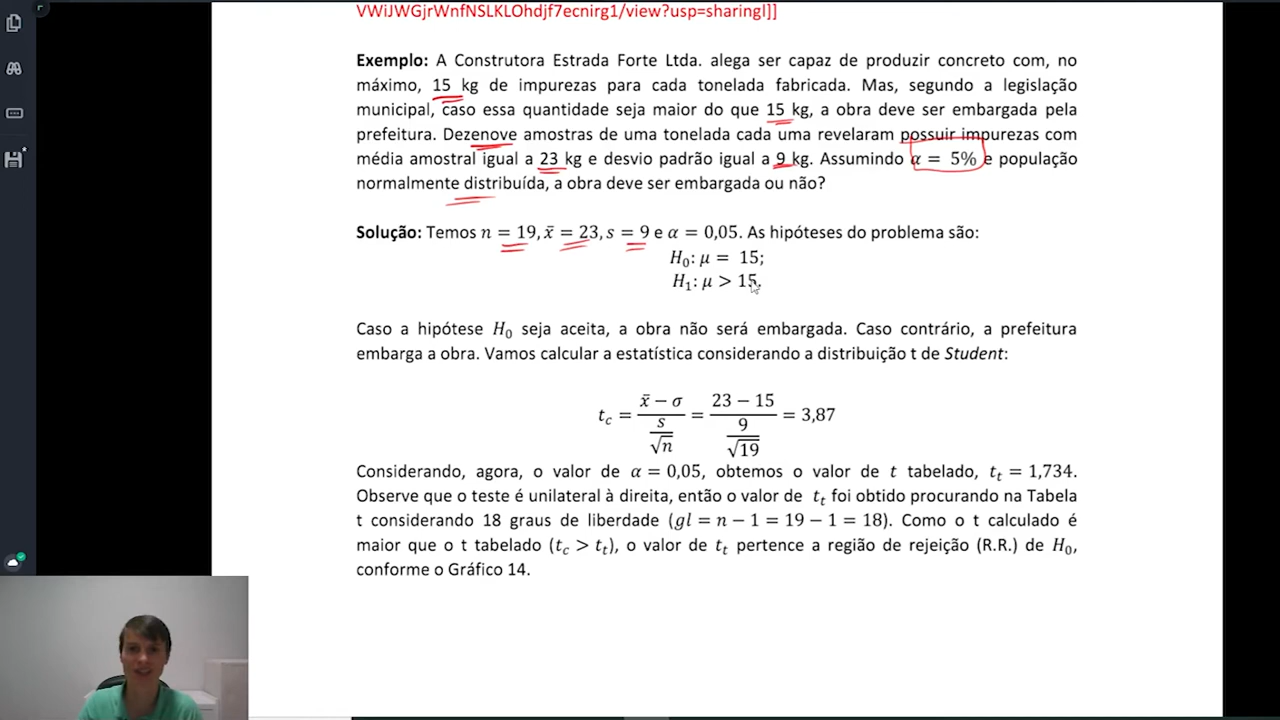 VWiJWGjrWnfNSLKLOhdjf7ecnirg1/view?usp=sharingl]]
Exemplo: A Construtora Estrada Forte Ltda. alega ser capaz de produzir concreto com, no
máximo, 15 kg de impurezas para cada tonelada fabricada. Mas, segundo a legislação
municipal, caso essa quantidade seja maior do que 15 kg, a obra deve ser embargada pela
prefeitura. Dezenove amostras de uma tonelada cada uma revelaram possuir impurezas com
média amostral igual a 23 kg e desvio padrão igual a 9 kg. Assumindo α = 5% e população
normalmente distribuída, a obra deve ser embargada ou não?
Solução: Temos n = 19, x̄ = 23, s = 9 e α = 0,05. As hipóteses do problema são:
H₀: μ = 15;
H₁: μ > 15.
Caso a hipótese H₀ seja aceita, a obra não será embargada. Caso contrário, a prefeitura
embarga a obra. Vamos calcular a estatística considerando a distribuição t de Student:
t_c = (x̄ − σ)/(s/√n) = (23 − 15)/(9/√19) = 3,87
Considerando, agora, o valor de α = 0,05, obtemos o valor de t tabelado, t_t = 1,734.
Observe que o teste é unilateral à direita, então o valor de t_t foi obtido procurando na Tabela
t considerando 18 graus de liberdade (gl = n − 1 = 19 − 1 = 18). Como o t calculado é
maior que o t tabelado (t_c > t_t), o valor de t_t pertence a região de rejeição (R.R.) de H₀,
conforme o Gráfico 14.